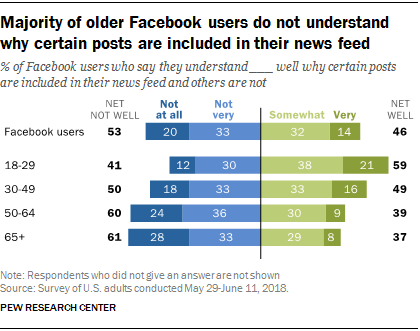 Majority of older Facebook users do not understand
why certain posts are included in their news feed
% of Facebook users who say they understand ___ well why certain posts
are included in their news feed and others are not
NET NOT WELL Not at all Not very Somewhat Very NET WELL
Facebook users 53 20 33 32 14 46
18-29 41 12 30 38 21 59
30-49 50 18 33 33 16 49
50-64 60 24 36 30 9 39
65+ 61 28 33 29 8 37
Note: Respondents who did not give an answer are not shown
Source: Survey of U.S. adults conducted May 29-June 11, 2018.
PEW RESEARCH CENTER